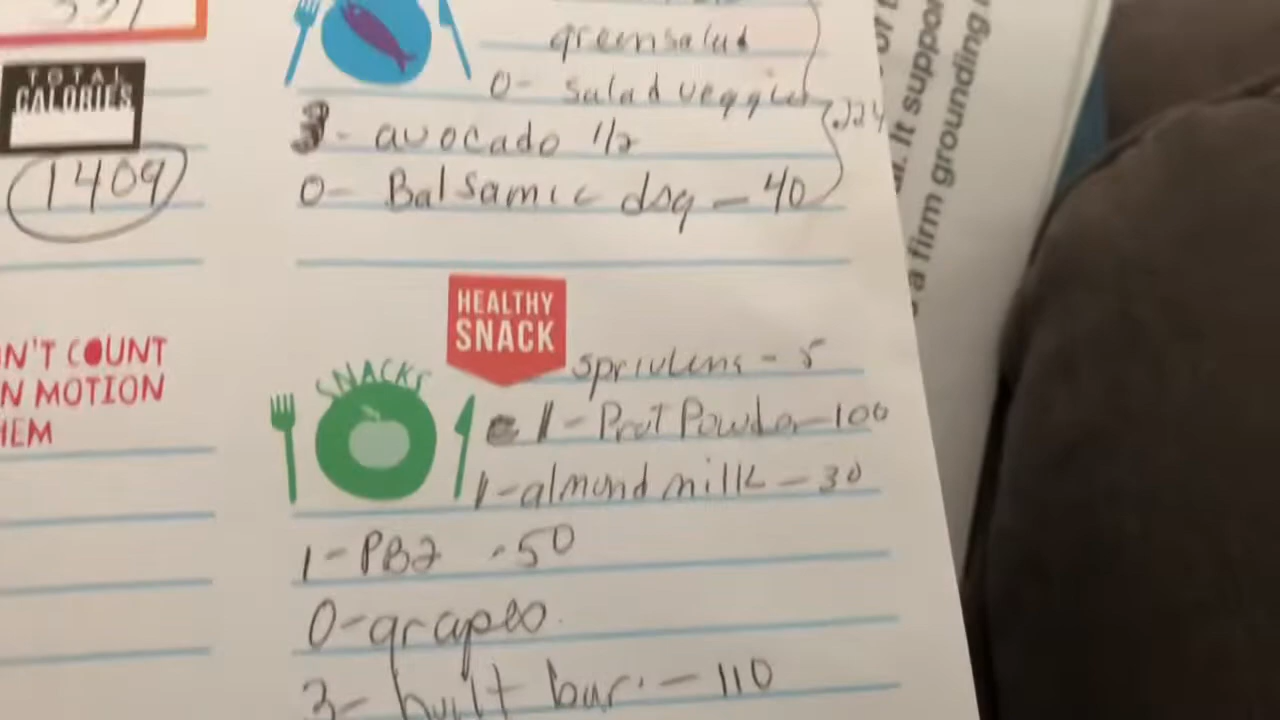 TOTAL
CALORIES
1409
N'T COUNT
N MOTION
HEM
greensalad
0- salad veggies
224
3- avocado 1/2
0- Balsamic dsg - 40
HEALTHY
SNACK
SNACKS
spriulens - 5
1- Prot Powder-100
1-almond milk - 30
1-PB2 -50
0-grapes
3- built bar - 110
. It suppor
a firm grounding